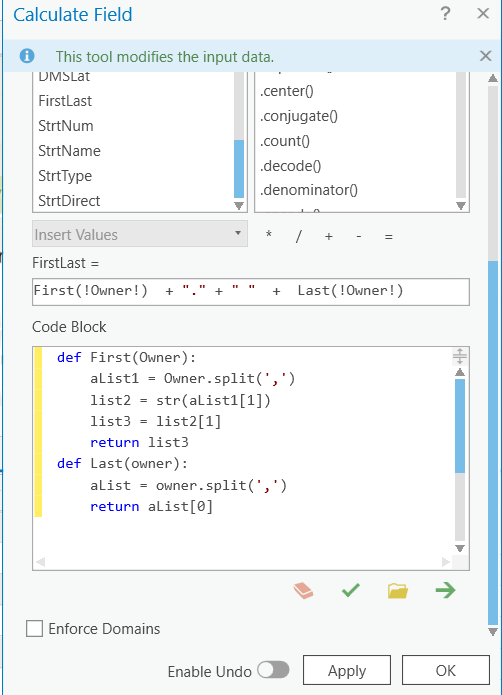 Calculate Field ? ×
This tool modifies the input data. ×
DMSLat
FirstLast
StrtNum
StrtName
StrtType
StrtDirect
.center()
.conjugate()
.count()
.decode()
.denominator()
Insert Values * / + - =
FirstLast =
First(!Owner!)  + "." + " "  +  Last(!Owner!)
Code Block
def First(Owner):
    aList1 = Owner.split(',')
    list2 = str(aList1[1])
    list3 = list2[1]
    return list3
def Last(owner):
    aList = owner.split(',')
    return aList[0]
Enforce Domains
Enable Undo Apply OK